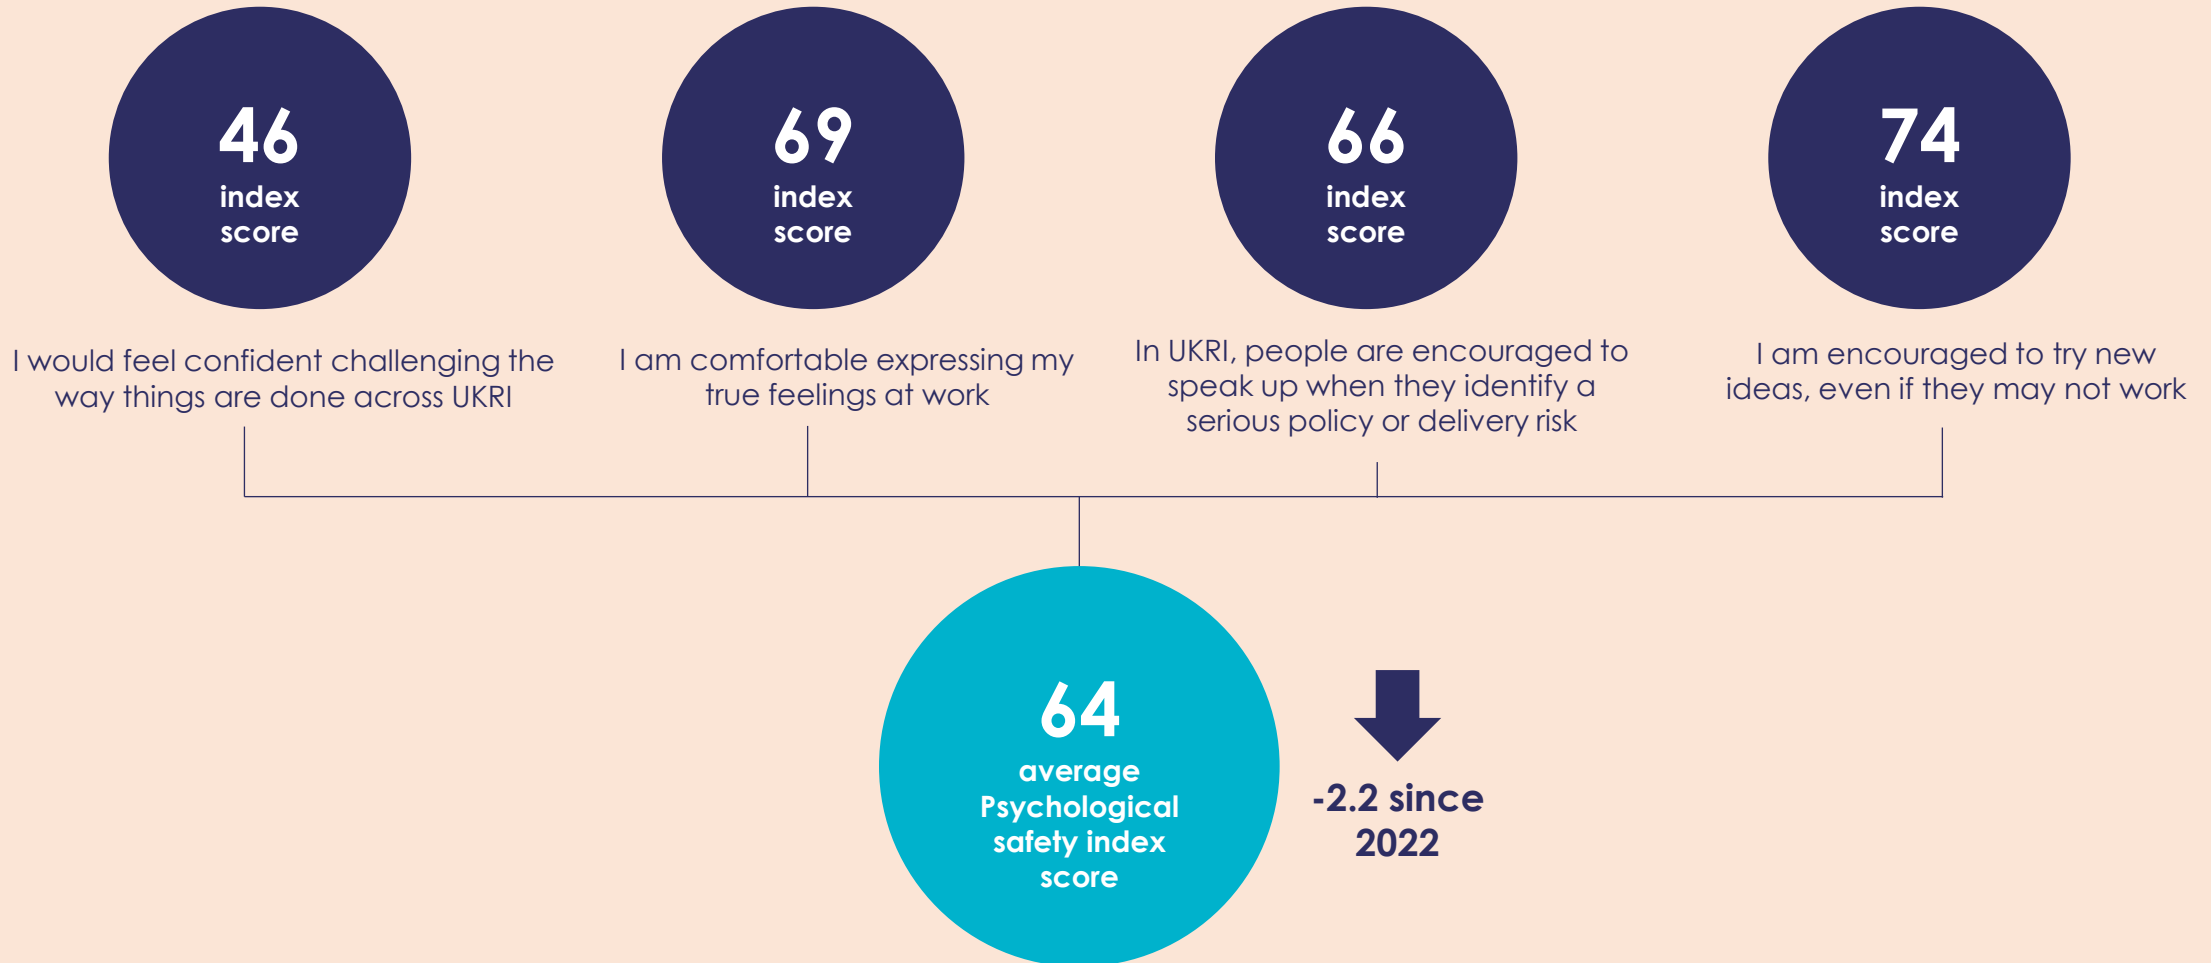 46
index
score
I would feel confident challenging the
way things are done across UKRI
69
index
score
I am comfortable expressing my
true feelings at work
66
index
score
In UKRI, people are encouraged to
speak up when they identify a
serious policy or delivery risk
74
index
score
I am encouraged to try new
ideas, even if they may not work
64
average
Psychological
safety index
score
-2.2 since
2022